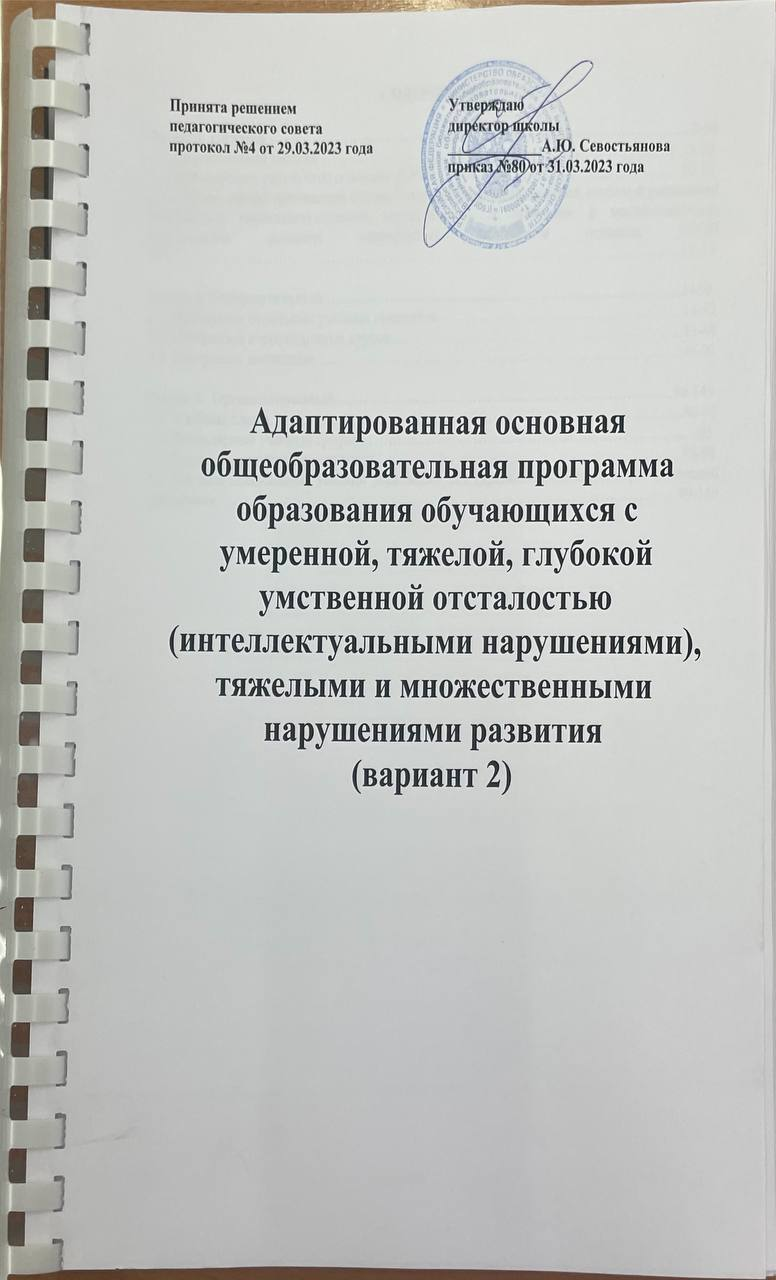 Принята решением
педагогического совета
протокол №4 от 29.03.2023 года
Утверждаю
директор школы
____________А.Ю. Севостьянова
приказ №80 от 31.03.2023 года
Адаптированная основная
общеобразовательная программа
образования обучающихся с
умеренной, тяжелой, глубокой
умственной отсталостью
(интеллектуальными нарушениями),
тяжелыми и множественными
нарушениями развития
(вариант 2)